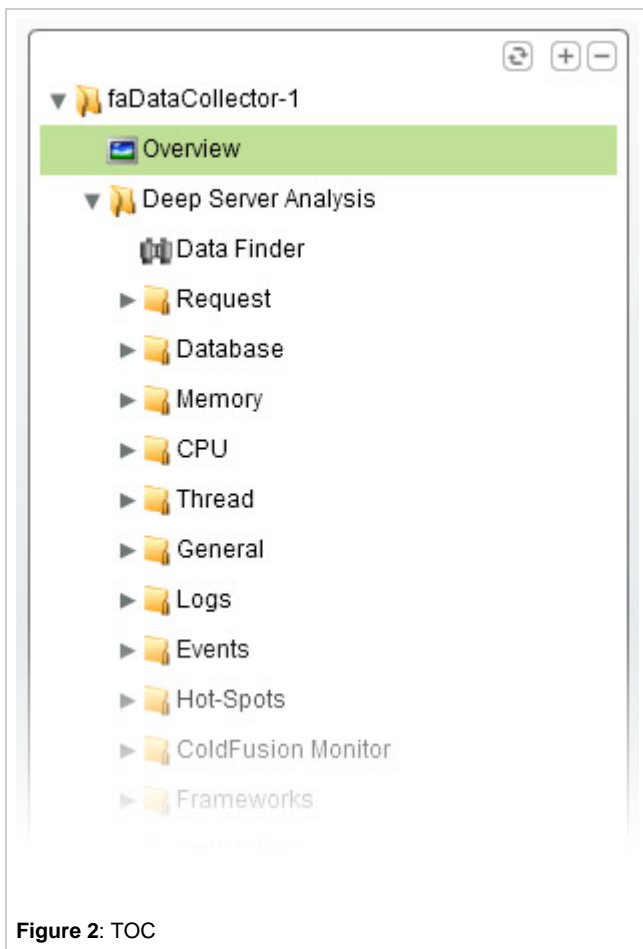 faDataCollector-1
Overview
Deep Server Analysis
Data Finder
Request
Database
Memory
CPU
Thread
General
Logs
Events
Hot-Spots
ColdFusion Monitor
Frameworks
Figure 2: TOC